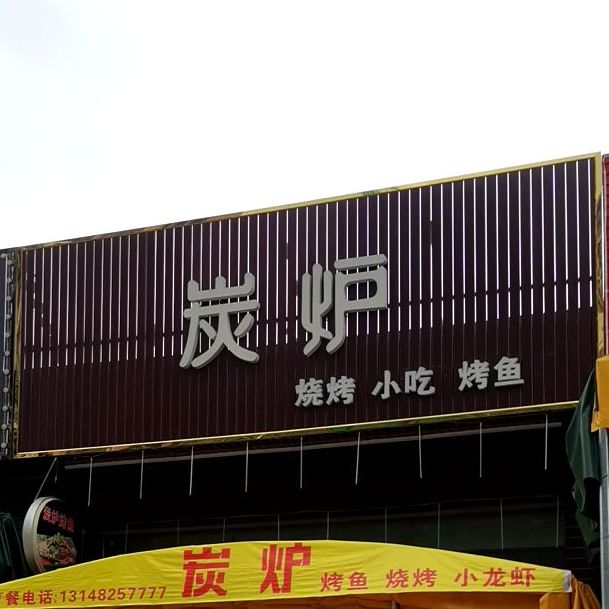 炭炉
烧烤 小吃 烤鱼
餐电话:13148257777 炭炉 烤鱼 烧烤 小龙虾